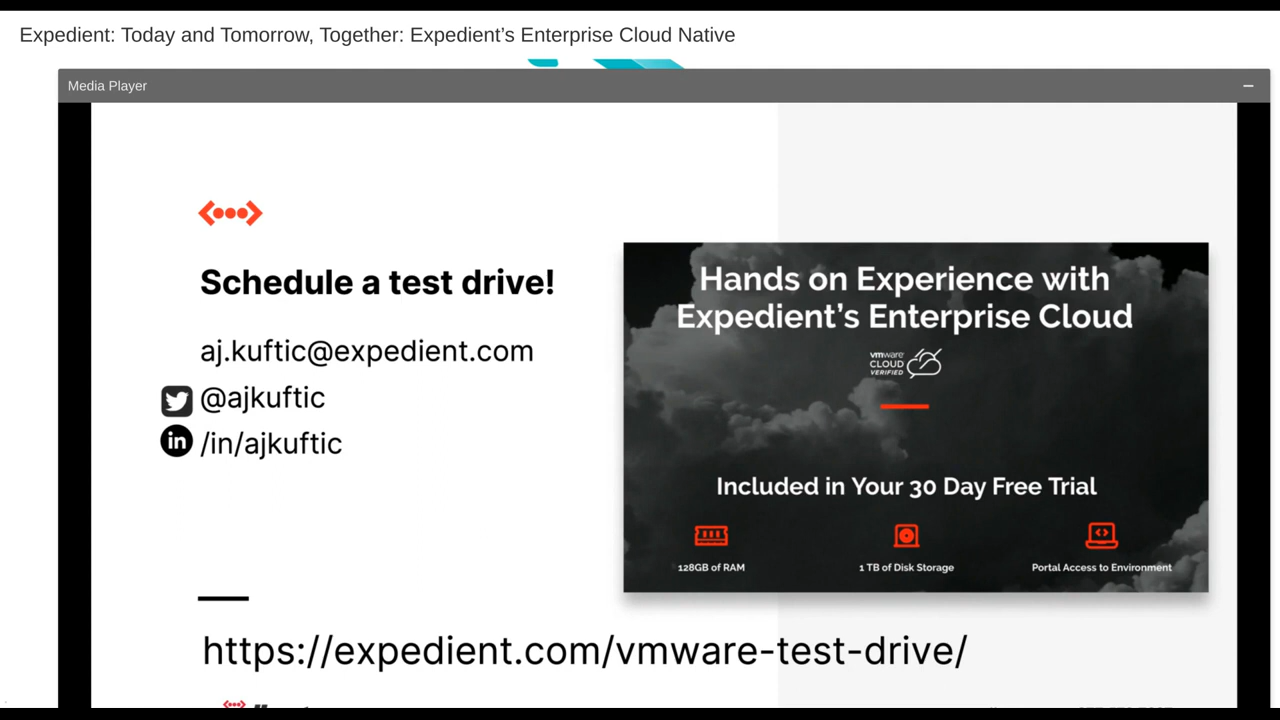 Expedient: Today and Tomorrow, Together: Expedient’s Enterprise Cloud Native
Media Player
Schedule a test drive!
aj.kuftic@expedient.com
@ajkuftic
in /in/ajkuftic
Hands on Experience with
Expedient’s Enterprise Cloud
vmware
CLOUD
VERIFIED
Included in Your 30 Day Free Trial
128GB of RAM
1 TB of Disk Storage
Portal Access to Environment
https://expedient.com/vmware-test-drive/